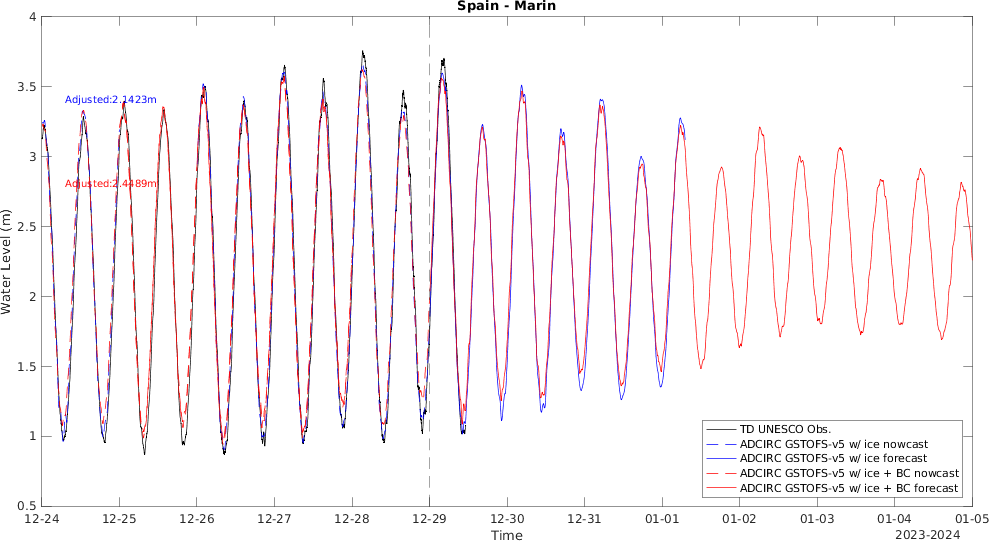 Spain - Marin
4
3.5
3
2.5
2
1.5
1
0.5
Water Level (m)
Adjusted:2.1423m
Adjusted:2.4489m
TD UNESCO Obs.
ADCIRC GSTOFS-v5 w/ ice nowcast
ADCIRC GSTOFS-v5 w/ ice forecast
ADCIRC GSTOFS-v5 w/ ice + BC nowcast
ADCIRC GSTOFS-v5 w/ ice + BC forecast
12-24 12-25 12-26 12-27 12-28 12-29 12-30 12-31 01-01 01-02 01-03 01-04 01-05
Time
2023-2024